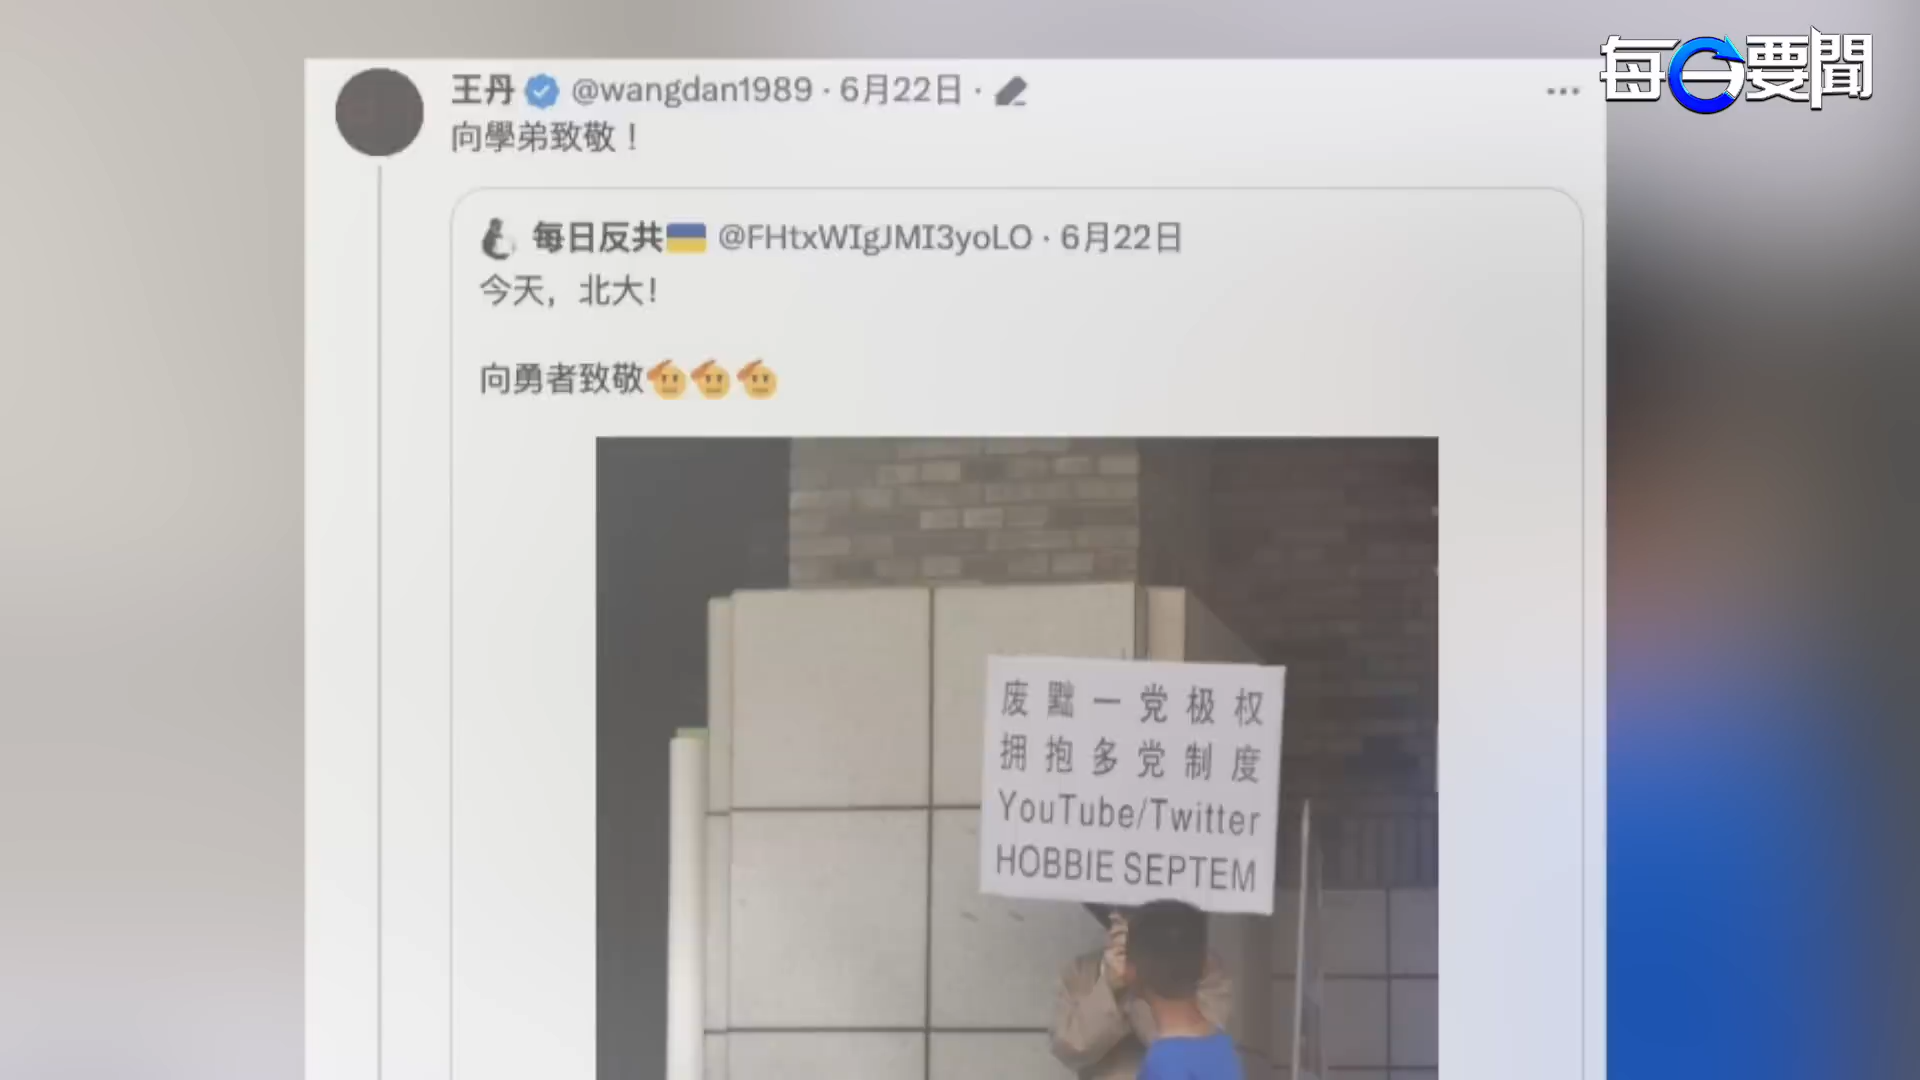 每日要聞
王丹 @wangdan1989 · 6月22日 ·
向學弟致敬！
每日反共 @FHtxWIgJMI3yoLO · 6月22日
今天，北大！
向勇者致敬
废黜一党极权
拥抱多党制度
YouTube/Twitter
HOBBIE SEPTEM